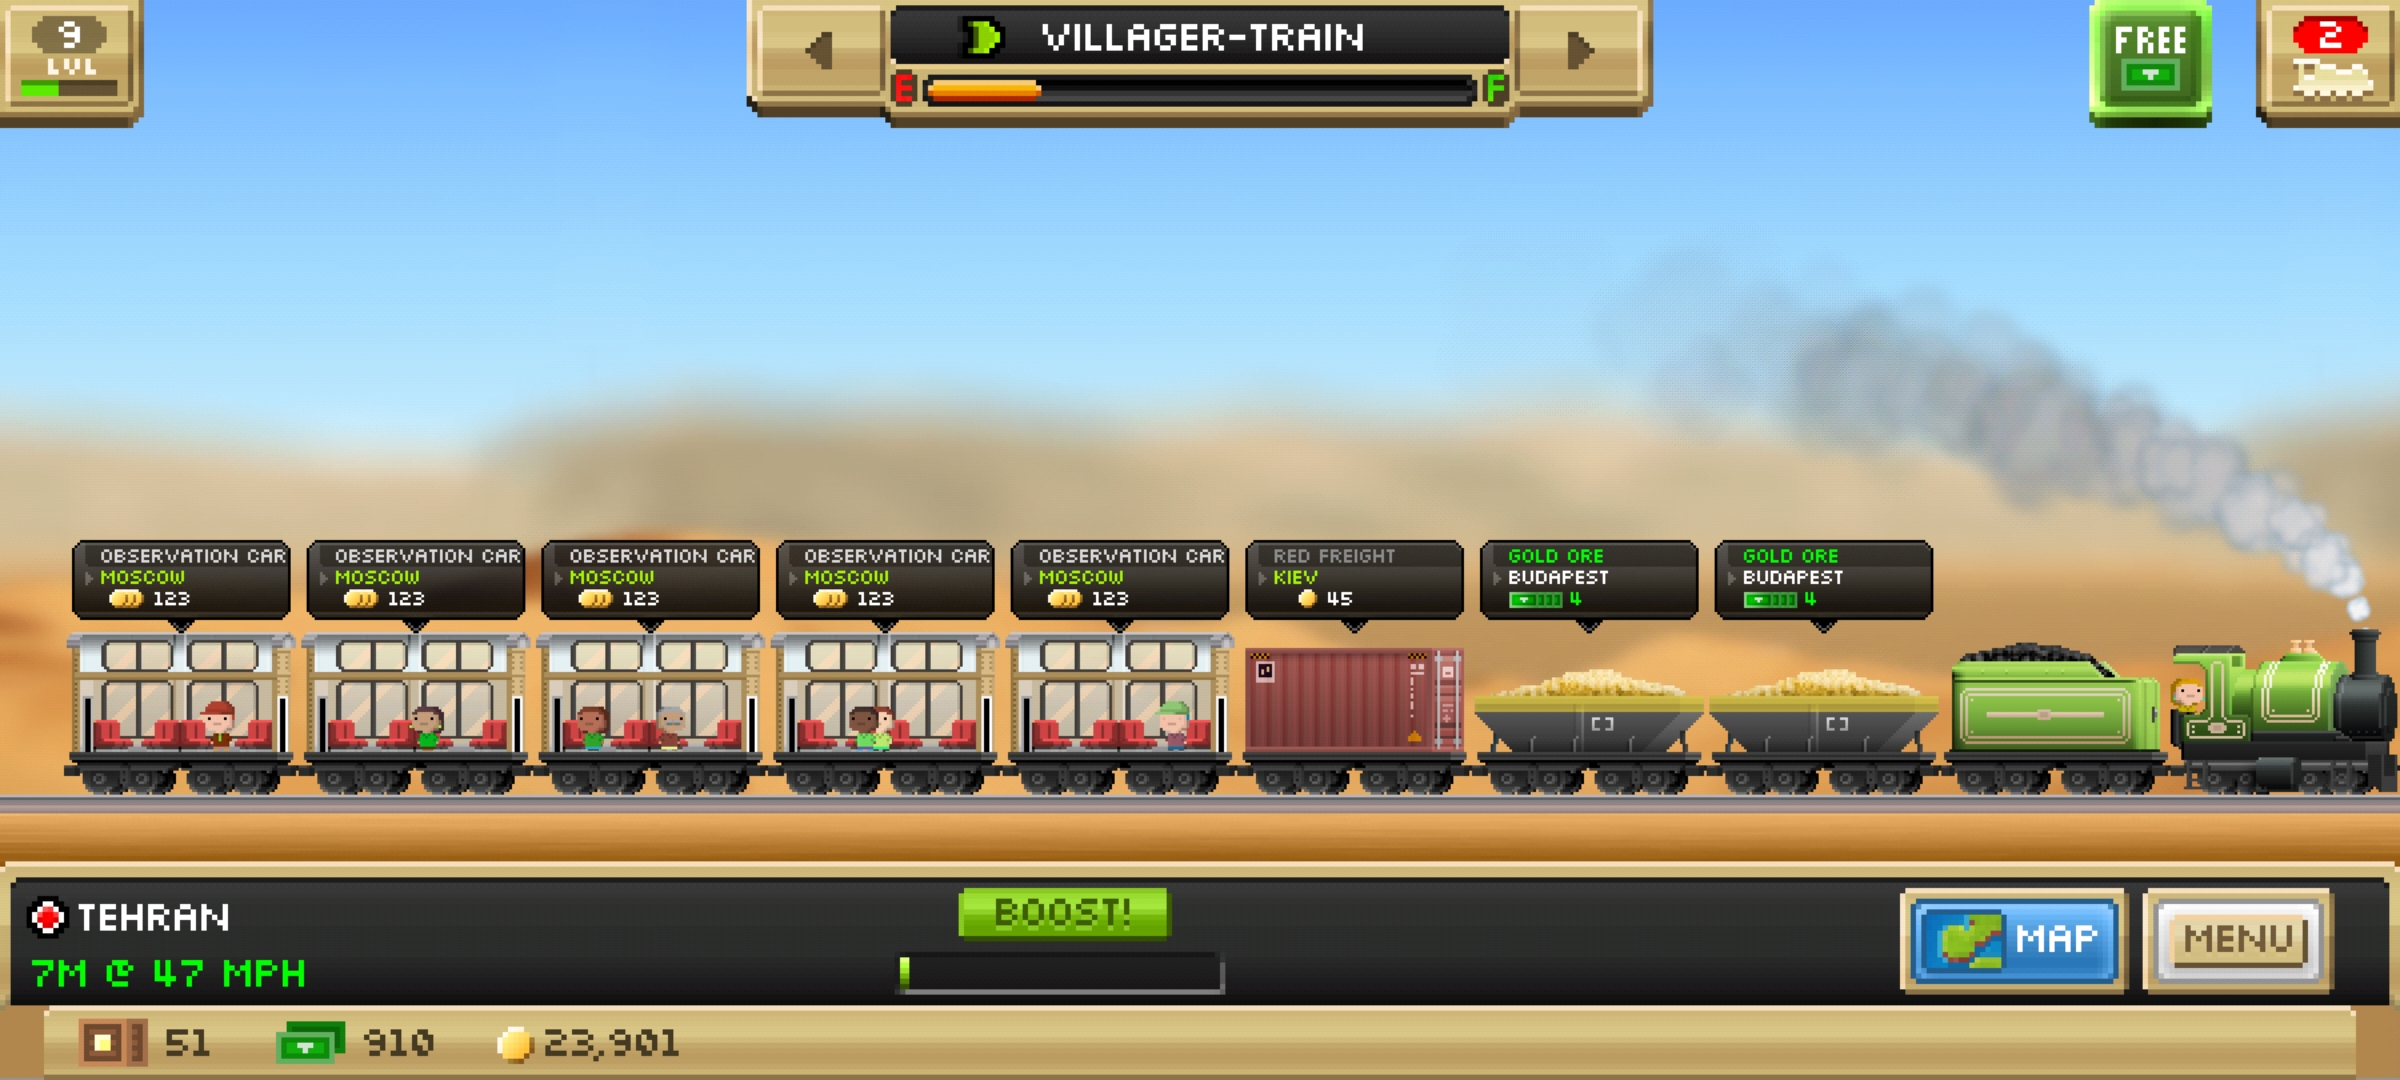 9
LVL
VILLAGER-TRAIN
E F
FREE
2
OBSERVATION CAR
MOSCOW
123
OBSERVATION CAR
MOSCOW
123
OBSERVATION CAR
MOSCOW
123
OBSERVATION CAR
MOSCOW
123
OBSERVATION CAR
MOSCOW
123
RED FREIGHT
KIEV
45
GOLD ORE
BUDAPEST
4
GOLD ORE
BUDAPEST
4
TEHRAN
7M @ 47 MPH
BOOST!
MAP
MENU
51
910
23,901